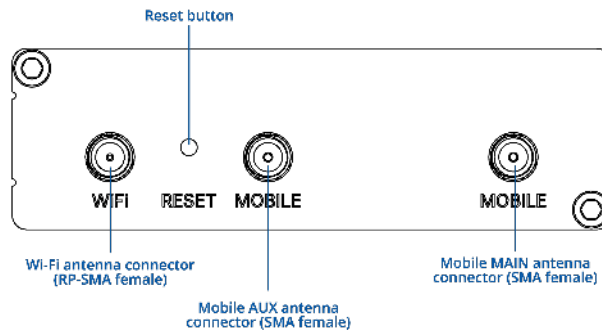 Reset button
WiFi RESET MOBILE MOBILE
Wi-Fi antenna connector
(RP-SMA female)
Mobile AUX antenna
connector (SMA female)
Mobile MAIN antenna
connector (SMA female)